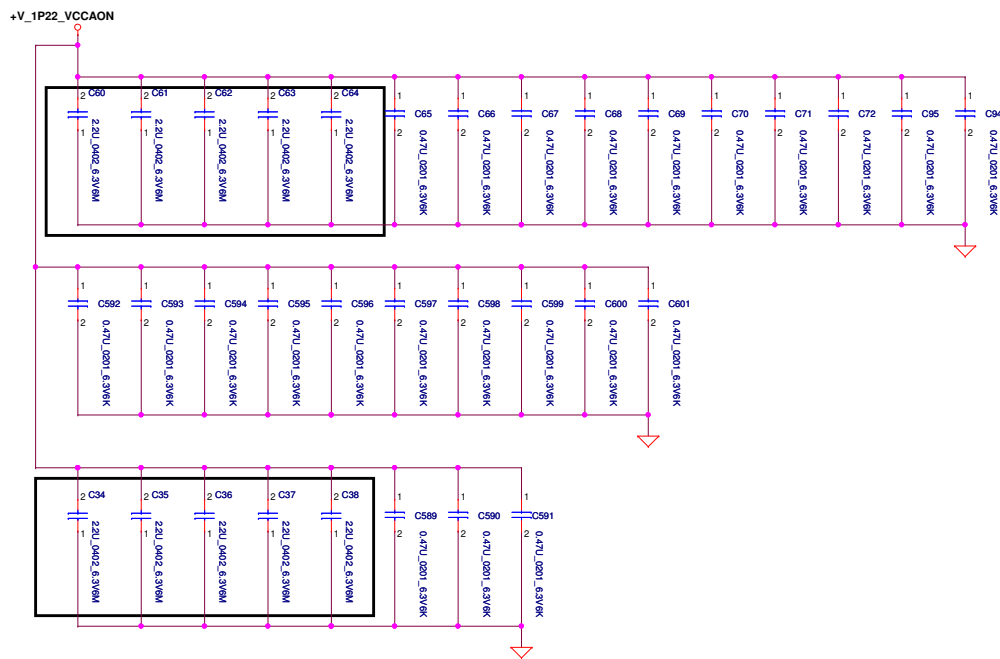 +V_1P22_VCCAON
2 C60 2 C61 2 C62 2 C63 2 C64 1 1 1 1 1 1 1 1 1 1
C65 C66 C67 C68 C69 C70 C71 C72 C95 C94
1 1 1 1 1 2 2 2 2 2 2 2 2 2 2
2.2U_0402_6.3V6M 2.2U_0402_6.3V6M 2.2U_0402_6.3V6M 2.2U_0402_6.3V6M 2.2U_0402_6.3V6M 0.47U_0201_6.3V6K 0.47U_0201_6.3V6K 0.47U_0201_6.3V6K 0.47U_0201_6.3V6K 0.47U_0201_6.3V6K 0.47U_0201_6.3V6K 0.47U_0201_6.3V6K 0.47U_0201_6.3V6K 0.47U_0201_6.3V6K 0.47U_0201_6.3V6K
1 1 1 1 1 1 1 1 1 1
C592 C593 C594 C595 C596 C597 C598 C599 C600 C601
2 2 2 2 2 2 2 2 2 2
0.47U_0201_6.3V6K 0.47U_0201_6.3V6K 0.47U_0201_6.3V6K 0.47U_0201_6.3V6K 0.47U_0201_6.3V6K 0.47U_0201_6.3V6K 0.47U_0201_6.3V6K 0.47U_0201_6.3V6K 0.47U_0201_6.3V6K 0.47U_0201_6.3V6K
2 C34 2 C35 2 C36 2 C37 2 C38 1 1 1
C589 C590 C591
1 1 1 1 1 2 2 2
2.2U_0402_6.3V6M 2.2U_0402_6.3V6M 2.2U_0402_6.3V6M 2.2U_0402_6.3V6M 2.2U_0402_6.3V6M 0.47U_0201_6.3V6K 0.47U_0201_6.3V6K 0.47U_0201_6.3V6K